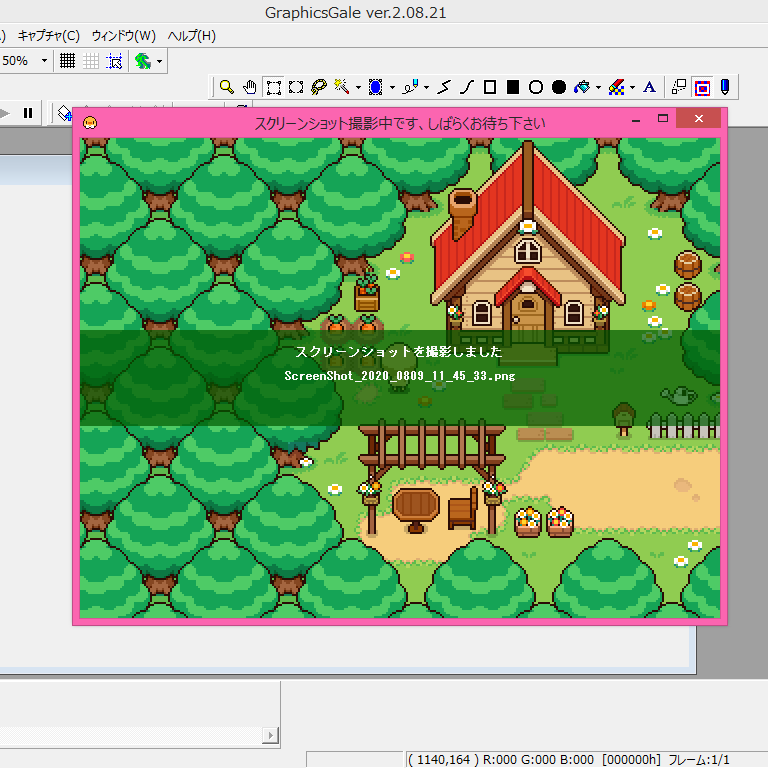 GraphicsGale ver.2.08.21
) キャプチャ(C) ウィンドウ(W) ヘルプ(H)
50%
A
スクリーンショット撮影中です、しばらくお待ち下さい
スクリーンショットを撮影しました
ScreenShot_2020_0809_11_45_33.png
( 1140,164 ) R:000 G:000 B:000 [000000h] フレーム:1/1